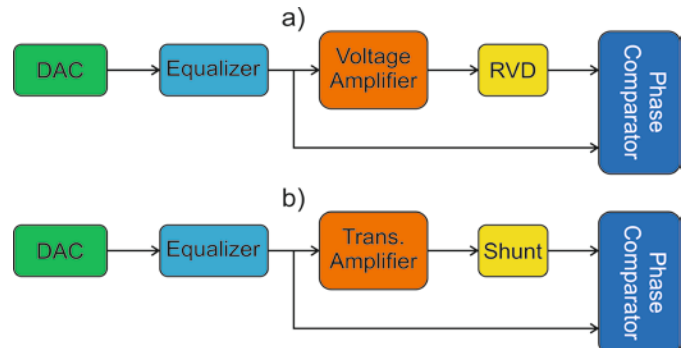 a)
DAC
Equalizer
Voltage
Amplifier
RVD
Phase
Comparator
b)
DAC
Equalizer
Trans.
Amplifier
Shunt
Phase
Comparator